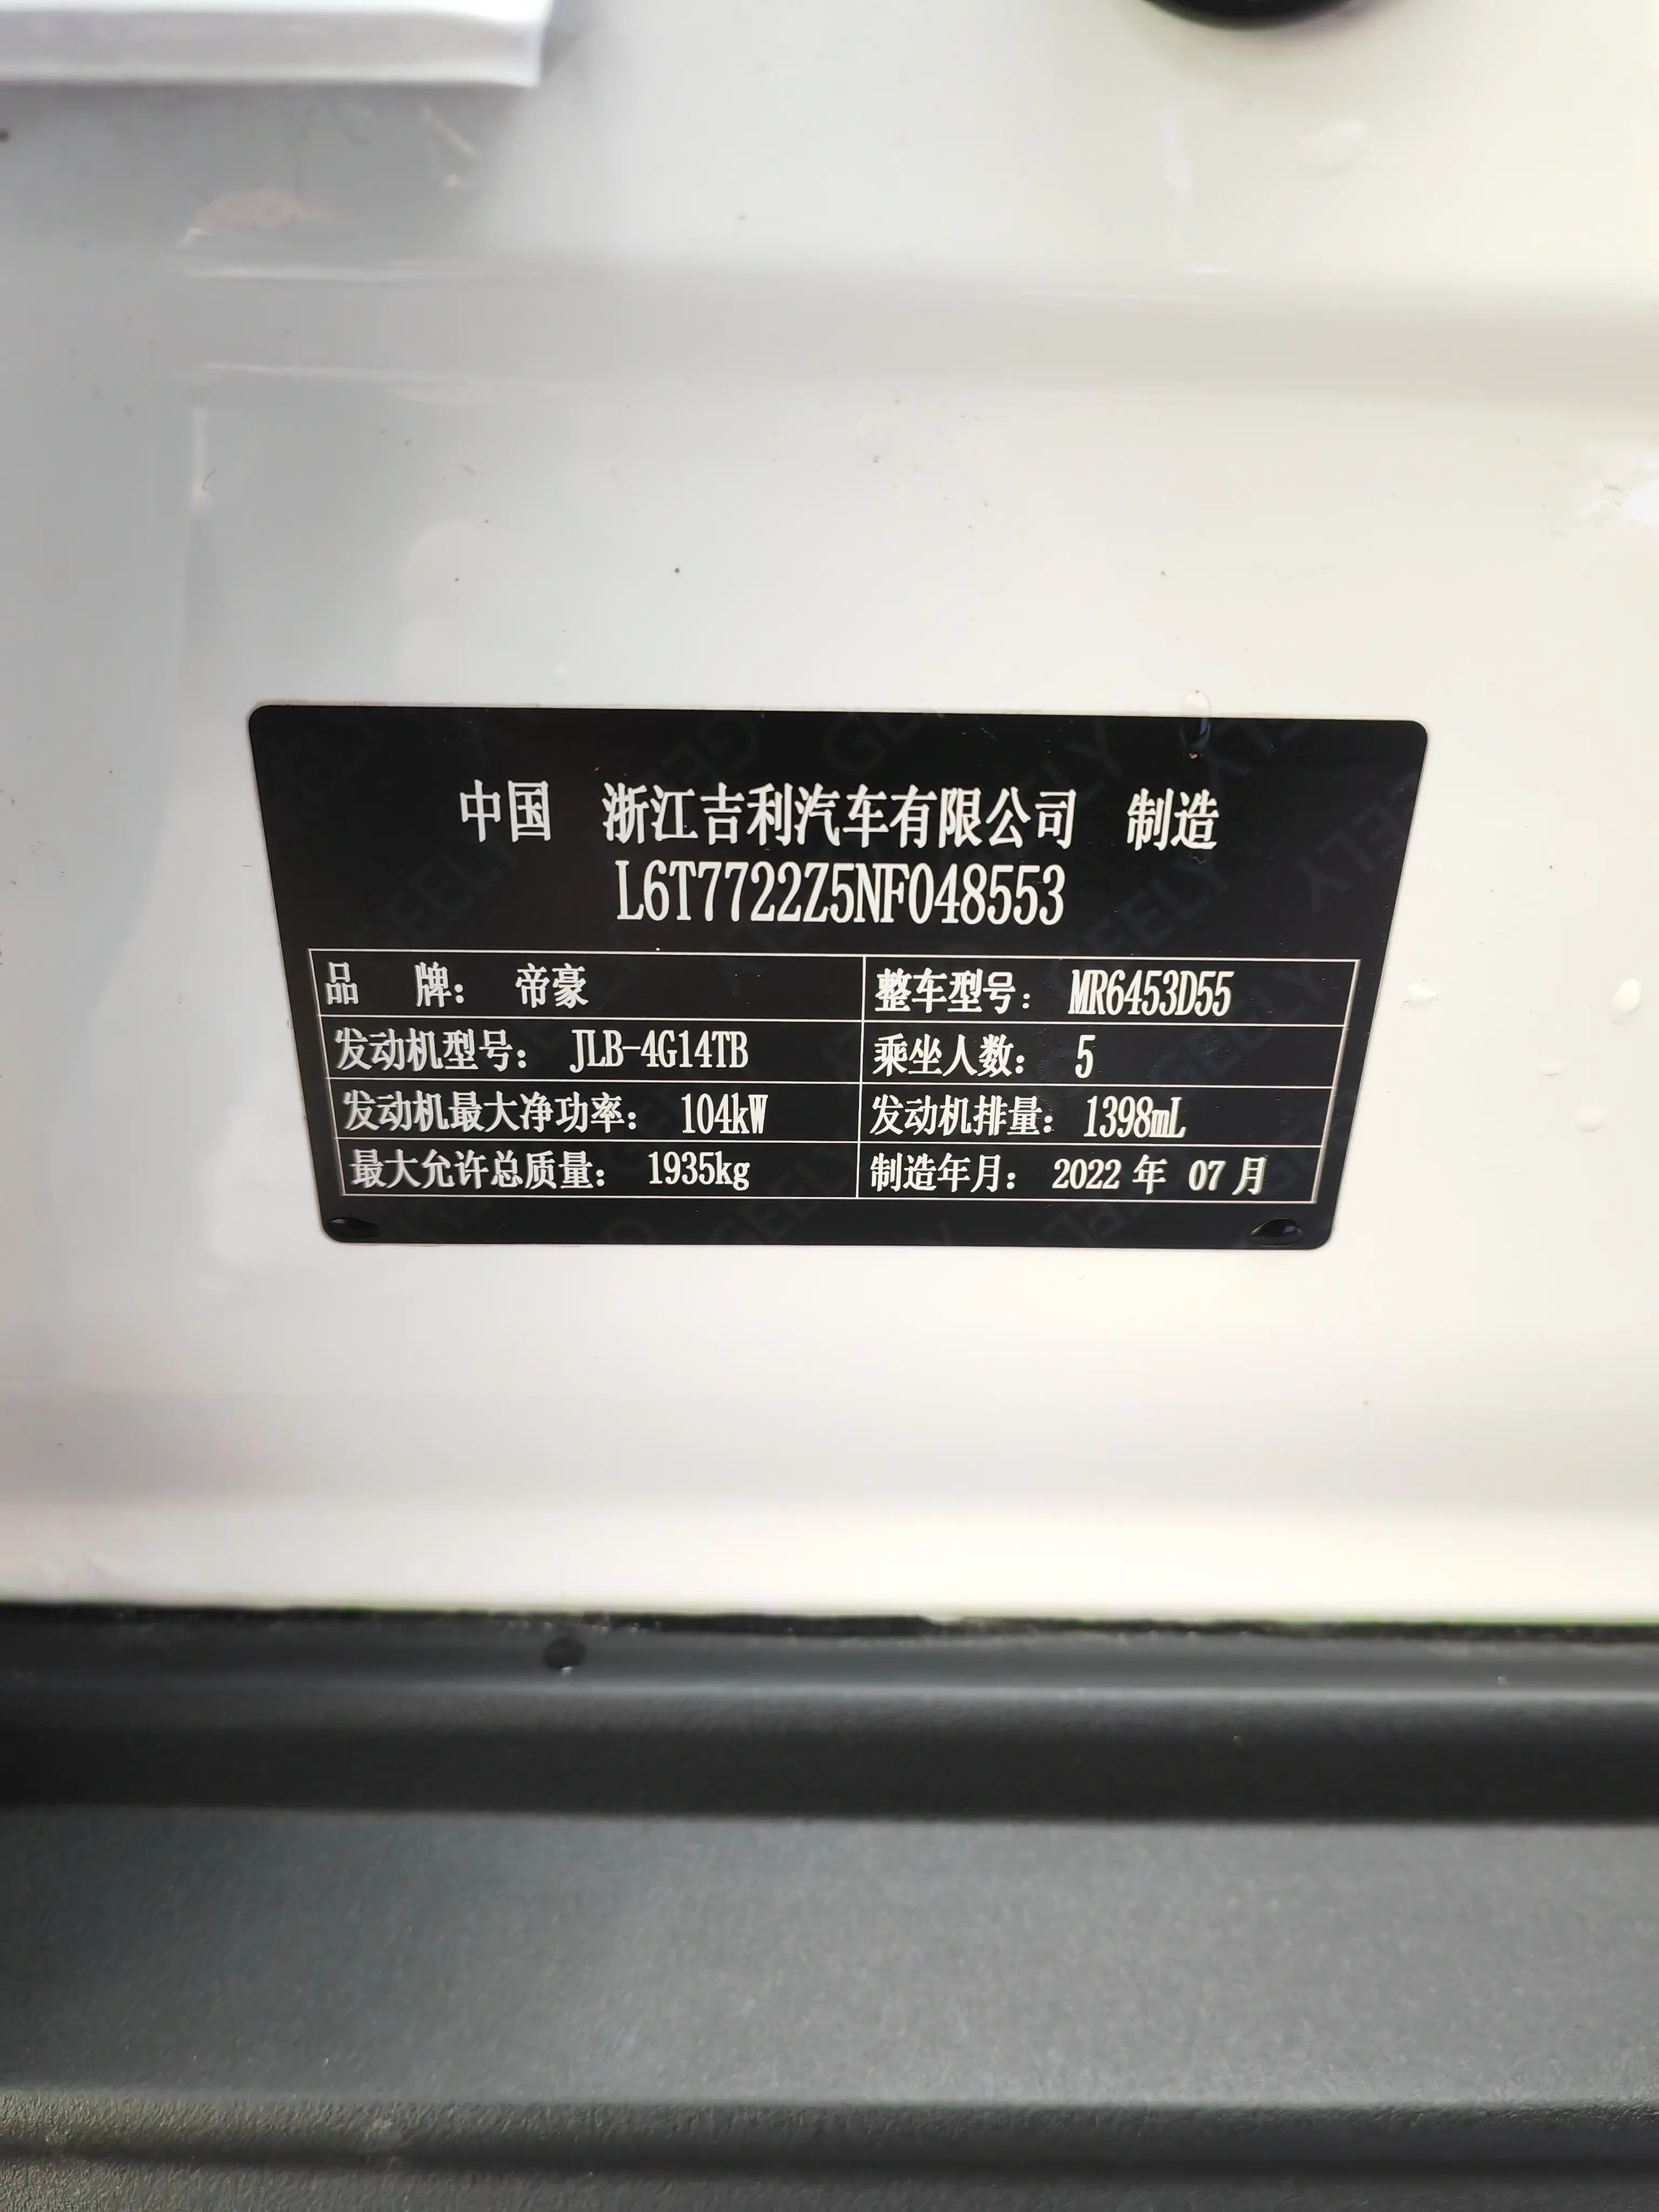 中国 浙江吉利汽车有限公司 制造
L6T7722Z5NF048553
品 牌： 帝豪 整车型号： MR6453D55
发动机型号： JLB-4G14TB 乘坐人数： 5
发动机最大净功率： 104kW 发动机排量： 1398mL
最大允许总质量： 1935kg 制造年月： 2022 年 07 月